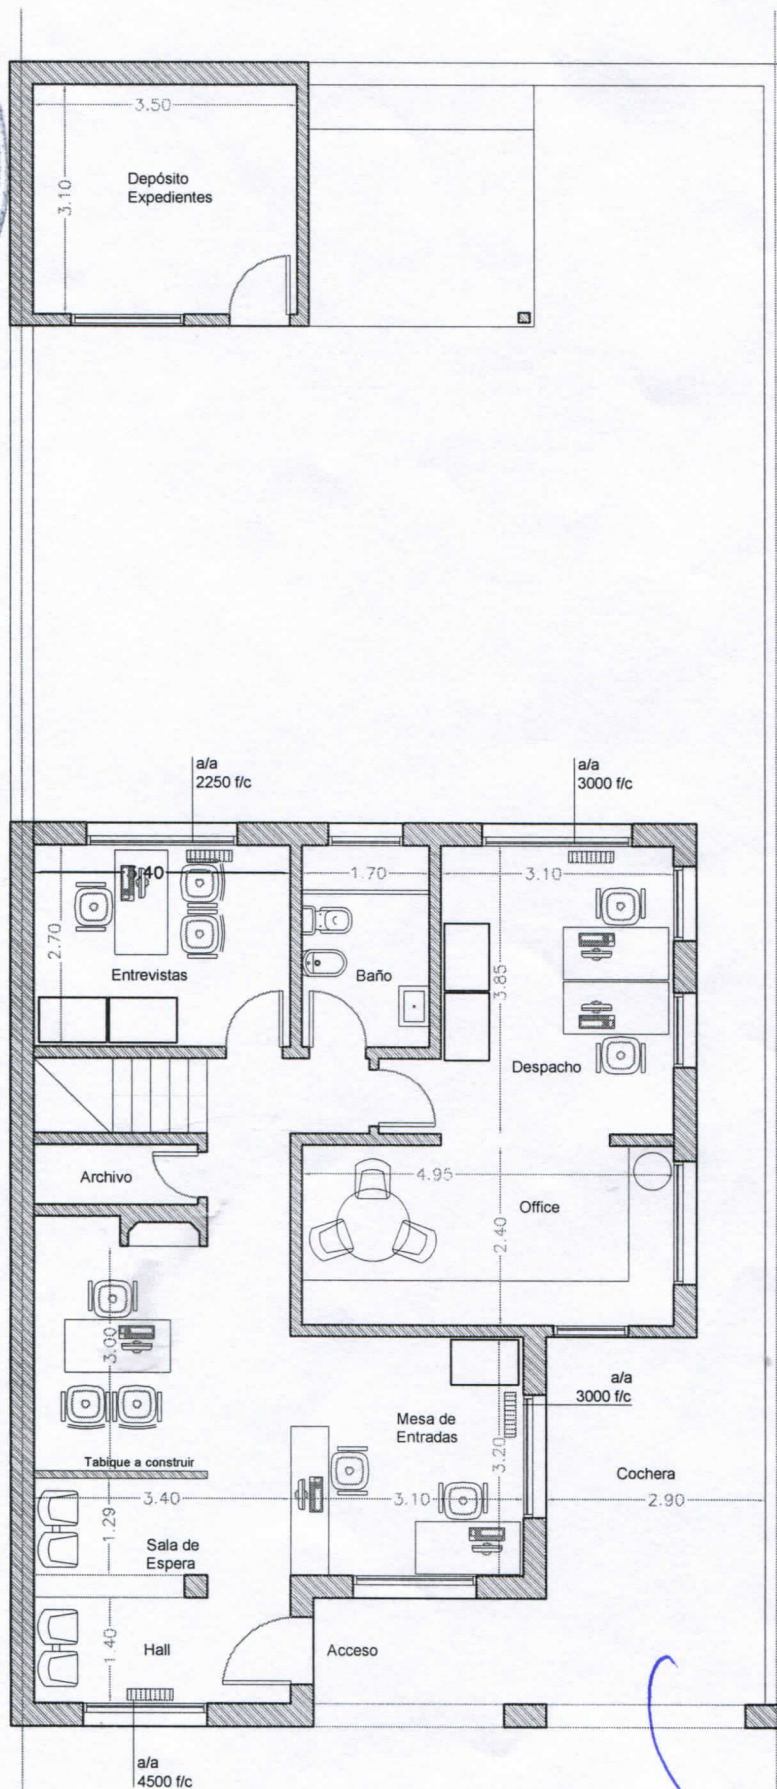 3.50
3.10
Depósito
Expedientes
a/a
2250 f/c
a/a
3000 f/c
3.40
1.70
3.10
2.70
3.85
Entrevistas
Baño
Despacho
Archivo
4.95
Office
2.40
3.00
a/a
3000 f/c
Mesa de
Entradas
3.20
Tabique a construir
Cochera
3.40
3.10
2.90
1.29
Sala de
Espera
1.40
Hall
Acceso
a/a
4500 f/c